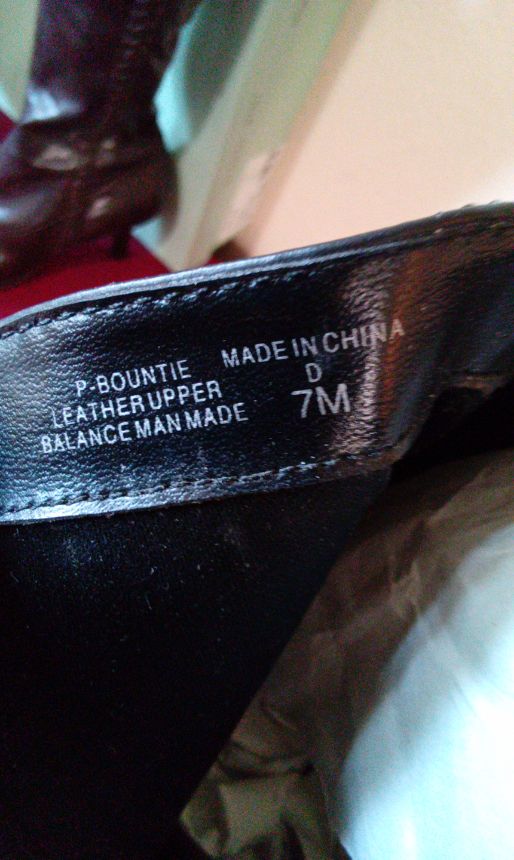 P-BOUNTIE
LEATHER UPPER
BALANCE MAN MADE
MADE IN CHINA
D
7M